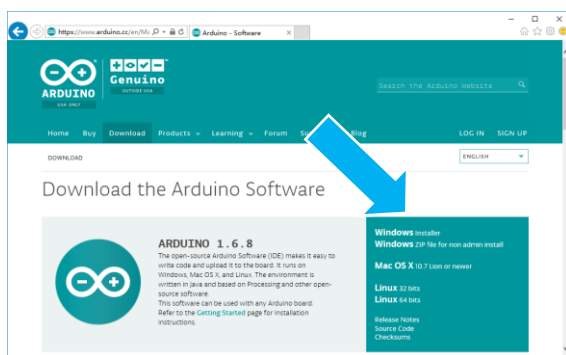 https://www.arduino.cc/en/Ma
Arduino - Software
ARDUINO
USA ONLY
Genuino
OUTSIDE USA
Search the Arduino Website
Home Buy Download Products Learning Forum Blog LOG IN SIGN UP
DOWNLOAD
ENGLISH
Download the Arduino Software
ARDUINO 1.6.8
The open-source Arduino Software (IDE) makes it easy to
write code and upload it to the board. It runs on
Windows, Mac OS X, and Linux. The environment is
written in Java and based on Processing and other open-
source software.
This software can be used with any Arduino board.
Refer to the Getting Started page for installation
instructions.
Windows Installer
Windows ZIP file for non admin install
Mac OS X 10.7 Lion or newer
Linux 32 bits
Linux 64 bits
Release Notes
Source Code
Checksums